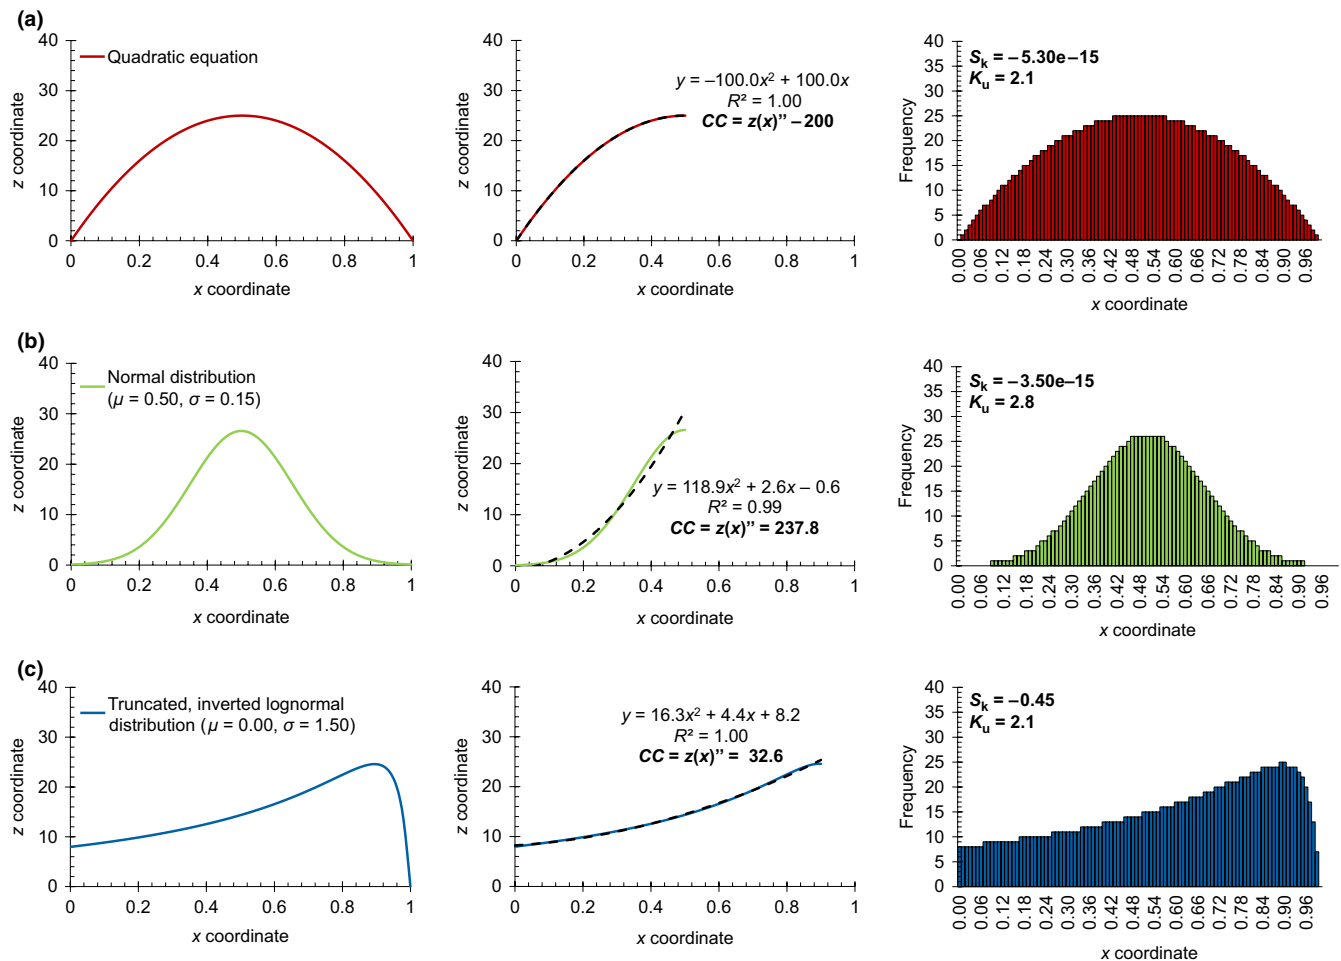 (a)
40
30
20
10
0
z coordinate
Quadratic equation
0 0.2 0.4 0.6 0.8 1
x coordinate
40
30
20
10
0
z coordinate
y = –100.0x² + 100.0x
R² = 1.00
CC = z(x)” – 200
0 0.2 0.4 0.6 0.8 1
x coordinate
40
35
30
25
20
15
10
5
0
Frequency
Sk = – 5.30e – 15
Ku = 2.1
0.00 0.06 0.12 0.18 0.24 0.30 0.36 0.42 0.48 0.54 0.60 0.66 0.72 0.78 0.84 0.90 0.96
x coordinate
(b)
40
30
20
10
0
z coordinate
Normal distribution
(μ = 0.50, σ = 0.15)
0 0.2 0.4 0.6 0.8 1
x coordinate
40
30
20
10
0
z coordinate
y = 118.9x² + 2.6x – 0.6
R² = 0.99
CC = z(x)” = 237.8
0 0.2 0.4 0.6 0.8 1
x coordinate
40
35
30
25
20
15
10
5
0
Frequency
Sk = – 3.50e–15
Ku = 2.8
0.00 0.06 0.12 0.18 0.24 0.30 0.36 0.42 0.48 0.54 0.60 0.66 0.72 0.78 0.84 0.90 0.96
x coordinate
(c)
40
30
20
10
0
z coordinate
Truncated, inverted lognormal
distribution (μ = 0.00, σ = 1.50)
0 0.2 0.4 0.6 0.8 1
x coordinate
40
30
20
10
0
z coordinate
y = 16.3x² + 4.4x + 8.2
R² = 1.00
CC = z(x)” = 32.6
0 0.2 0.4 0.6 0.8 1
x coordinate
40
35
30
25
20
15
10
5
0
Frequency
Sk = –0.45
Ku = 2.1
0.00 0.06 0.12 0.18 0.24 0.30 0.36 0.42 0.48 0.54 0.60 0.66 0.72 0.78 0.84 0.90 0.96
x coordinate